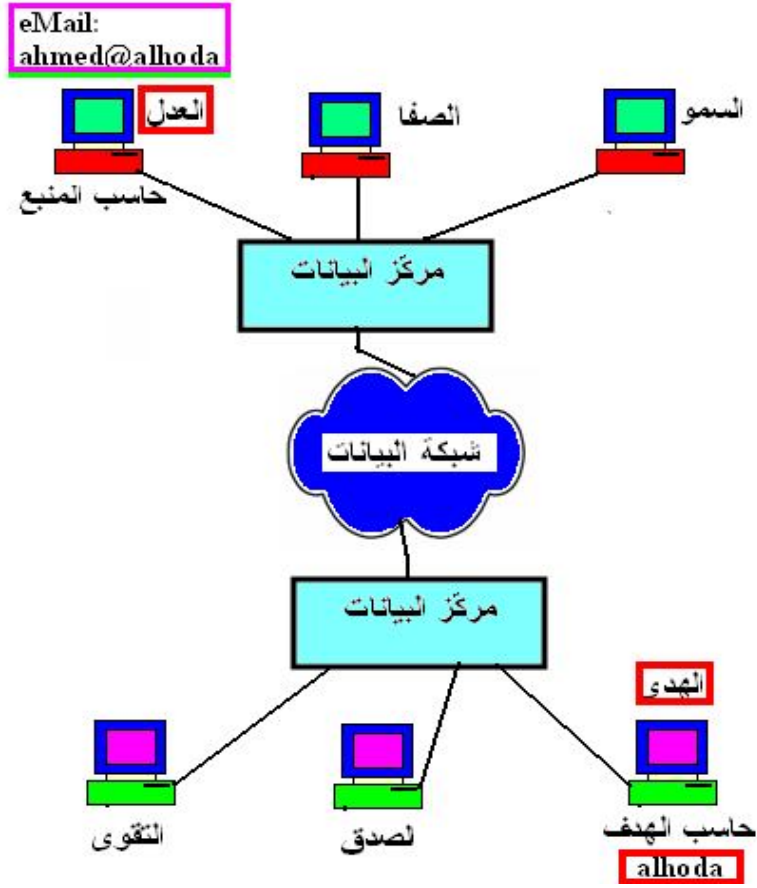 eMail:
ahmed@alhoda
العدل
الصفا
السمو
حاسب المنبع
مركز البيانات
شبكة البيانات
مركز البيانات
الهدى
التقوى
لصدق
حاسب الهدف
alhoda